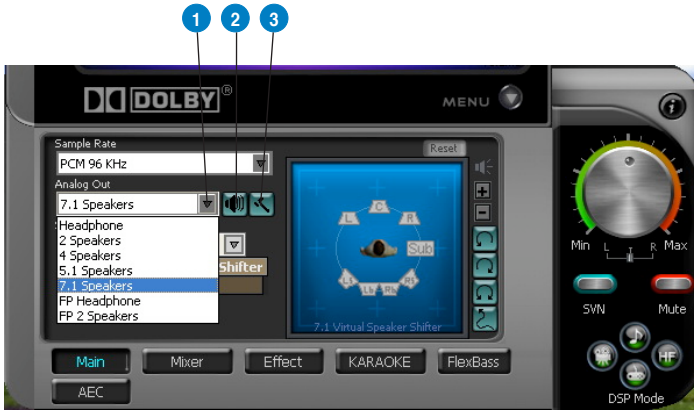 1 2 3
DOLBY®
MENU
i
Sample Rate
Reset
PCM 96 KHz
Analog Out
7.1 Speakers
Headphone
2 Speakers
4 Speakers
5.1 Speakers
7.1 Speakers
FP Headphone
FP 2 Speakers
Shifter
L C R
Sub
Ls Lb Rb Rs
7.1 Virtual Speaker Shifter
Min L R Max
SVN Mute
HF
DSP Mode
Main Mixer Effect KARAOKE FlexBass
AEC